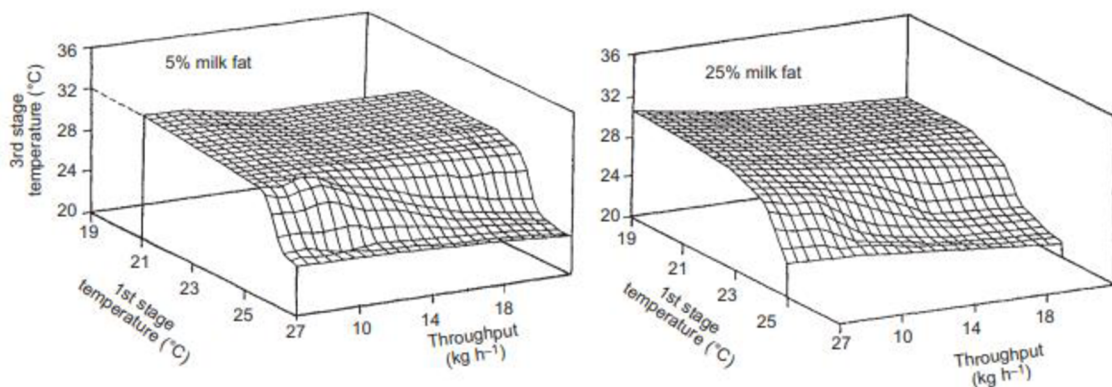 5% milk fat
3rd stage
temperature (°C)
36
32
28
24
20
19
21
23
25
27
1st stage
temperature (°C)
10
14
18
Throughput
(kg h⁻¹)
25% milk fat
36
32
28
24
20
19
21
23
25
27
1st stage
temperature (°C)
10
14
18
Throughput
(kg h⁻¹)